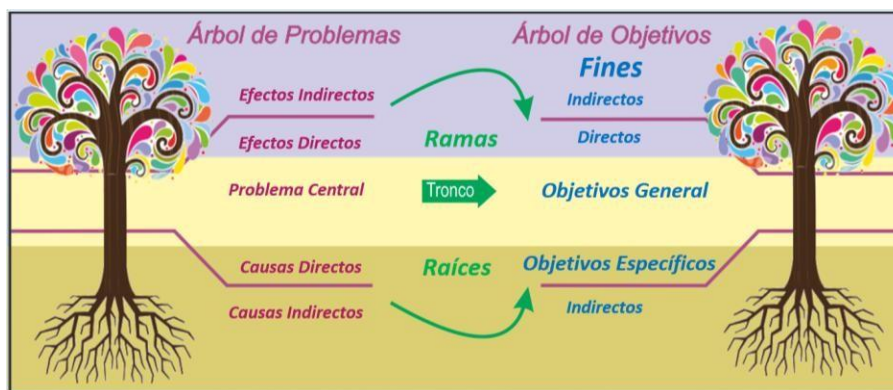 Árbol de Problemas
Árbol de Objetivos
Fines
Efectos Indirectos
Indirectos
Efectos Directos
Ramas
Directos
Problema Central
Tronco
Objetivos General
Causas Directos
Raíces
Objetivos Específicos
Causas Indirectos
Indirectos